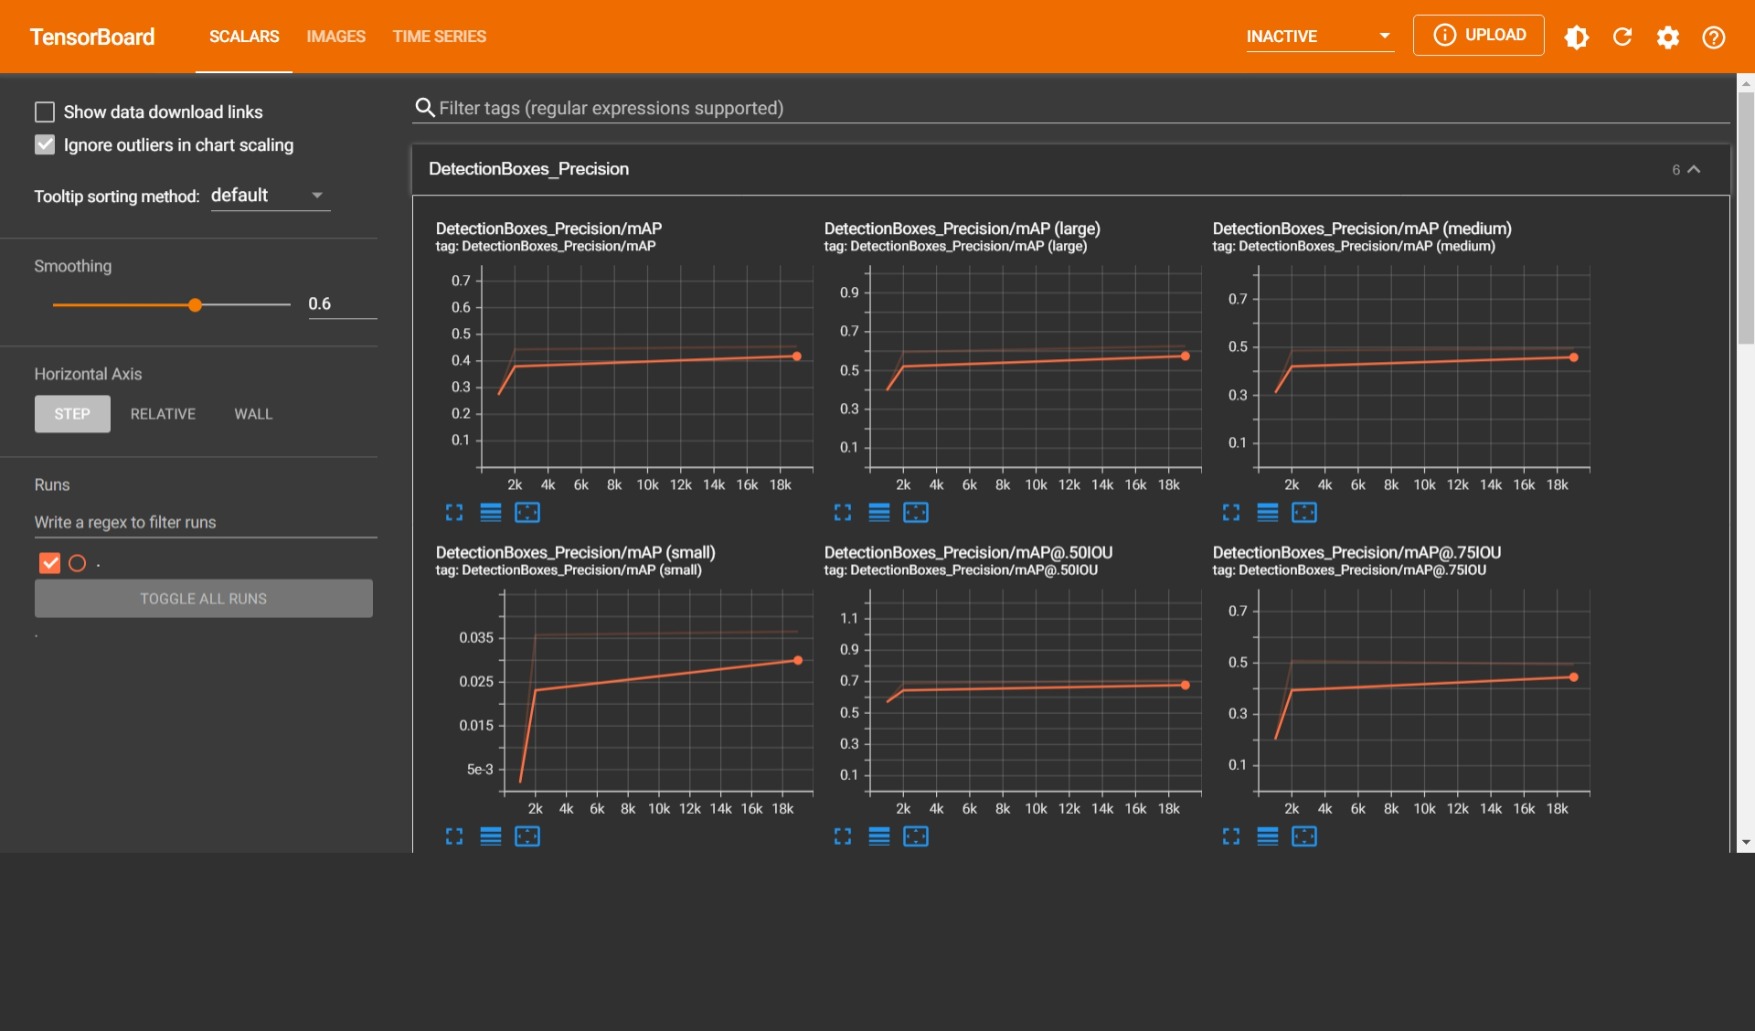 TensorBoard SCALARS IMAGES TIME SERIES INACTIVE UPLOAD
Show data download links
Ignore outliers in chart scaling
Tooltip sorting method: default
Smoothing
0.6
Horizontal Axis
STEP RELATIVE WALL
Runs
Write a regex to filter runs
.
TOGGLE ALL RUNS
.
Filter tags (regular expressions supported)
DetectionBoxes_Precision 6
DetectionBoxes_Precision/mAP
tag: DetectionBoxes_Precision/mAP
0.7
0.6
0.5
0.4
0.3
0.2
0.1
2k 4k 6k 8k 10k 12k 14k 16k 18k
DetectionBoxes_Precision/mAP (large)
tag: DetectionBoxes_Precision/mAP (large)
0.9
0.7
0.5
0.3
0.1
2k 4k 6k 8k 10k 12k 14k 16k 18k
DetectionBoxes_Precision/mAP (medium)
tag: DetectionBoxes_Precision/mAP (medium)
0.7
0.5
0.3
0.1
2k 4k 6k 8k 10k 12k 14k 16k 18k
DetectionBoxes_Precision/mAP (small)
tag: DetectionBoxes_Precision/mAP (small)
0.035
0.025
0.015
5e-3
2k 4k 6k 8k 10k 12k 14k 16k 18k
DetectionBoxes_Precision/mAP@.50IOU
tag: DetectionBoxes_Precision/mAP@.50IOU
1.1
0.9
0.7
0.5
0.3
0.1
2k 4k 6k 8k 10k 12k 14k 16k 18k
DetectionBoxes_Precision/mAP@.75IOU
tag: DetectionBoxes_Precision/mAP@.75IOU
0.7
0.5
0.3
0.1
2k 4k 6k 8k 10k 12k 14k 16k 18k